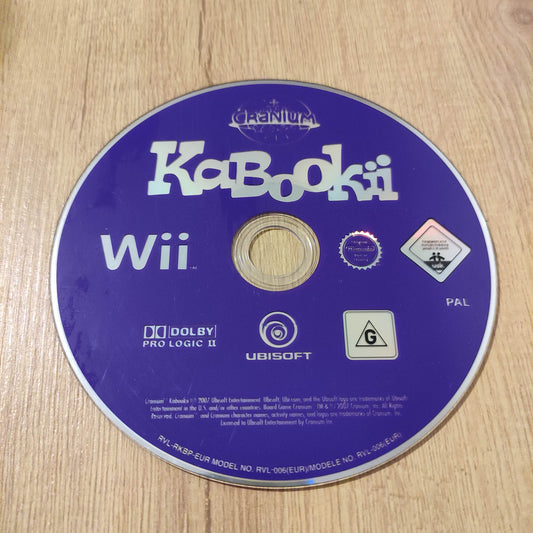 CRANIUM
KaBookii
Wii
Nintendo
PAL
DOLBY
PRO LOGIC II
UBISOFT
G
Cranium Kabookii © 2007 Ubisoft Entertainment. Ubisoft, Ubi.com, and the Ubisoft logo are trademarks of Ubisoft
Entertainment in the U.S. and/or other countries. Board Game Cranium ® & © 2007 Cranium, Inc. All Rights
Reserved. Cranium and Cranium character names, activity names, and logos are trademarks of Cranium, Inc.
Licensed to Ubisoft Entertainment by Cranium Inc.
RVL-RKBP-EUR MODEL NO. RVL-006(EUR)/MODELE NO. RVL-006(EUR)